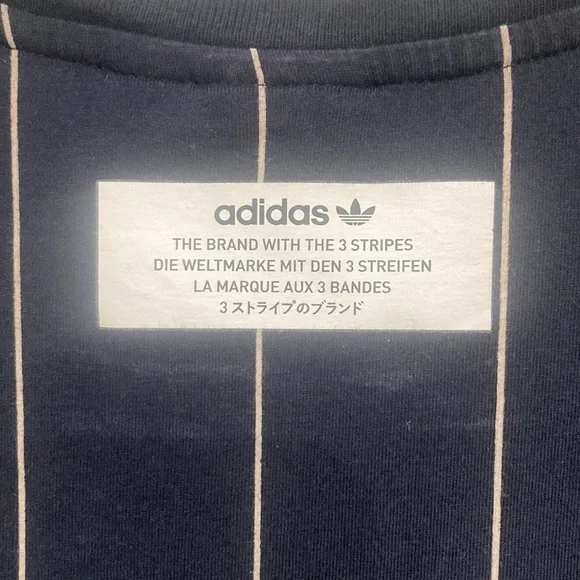 adidas
THE BRAND WITH THE 3 STRIPES
DIE WELTMARKE MIT DEN 3 STREIFEN
LA MARQUE AUX 3 BANDES
3 ストライプのブランド